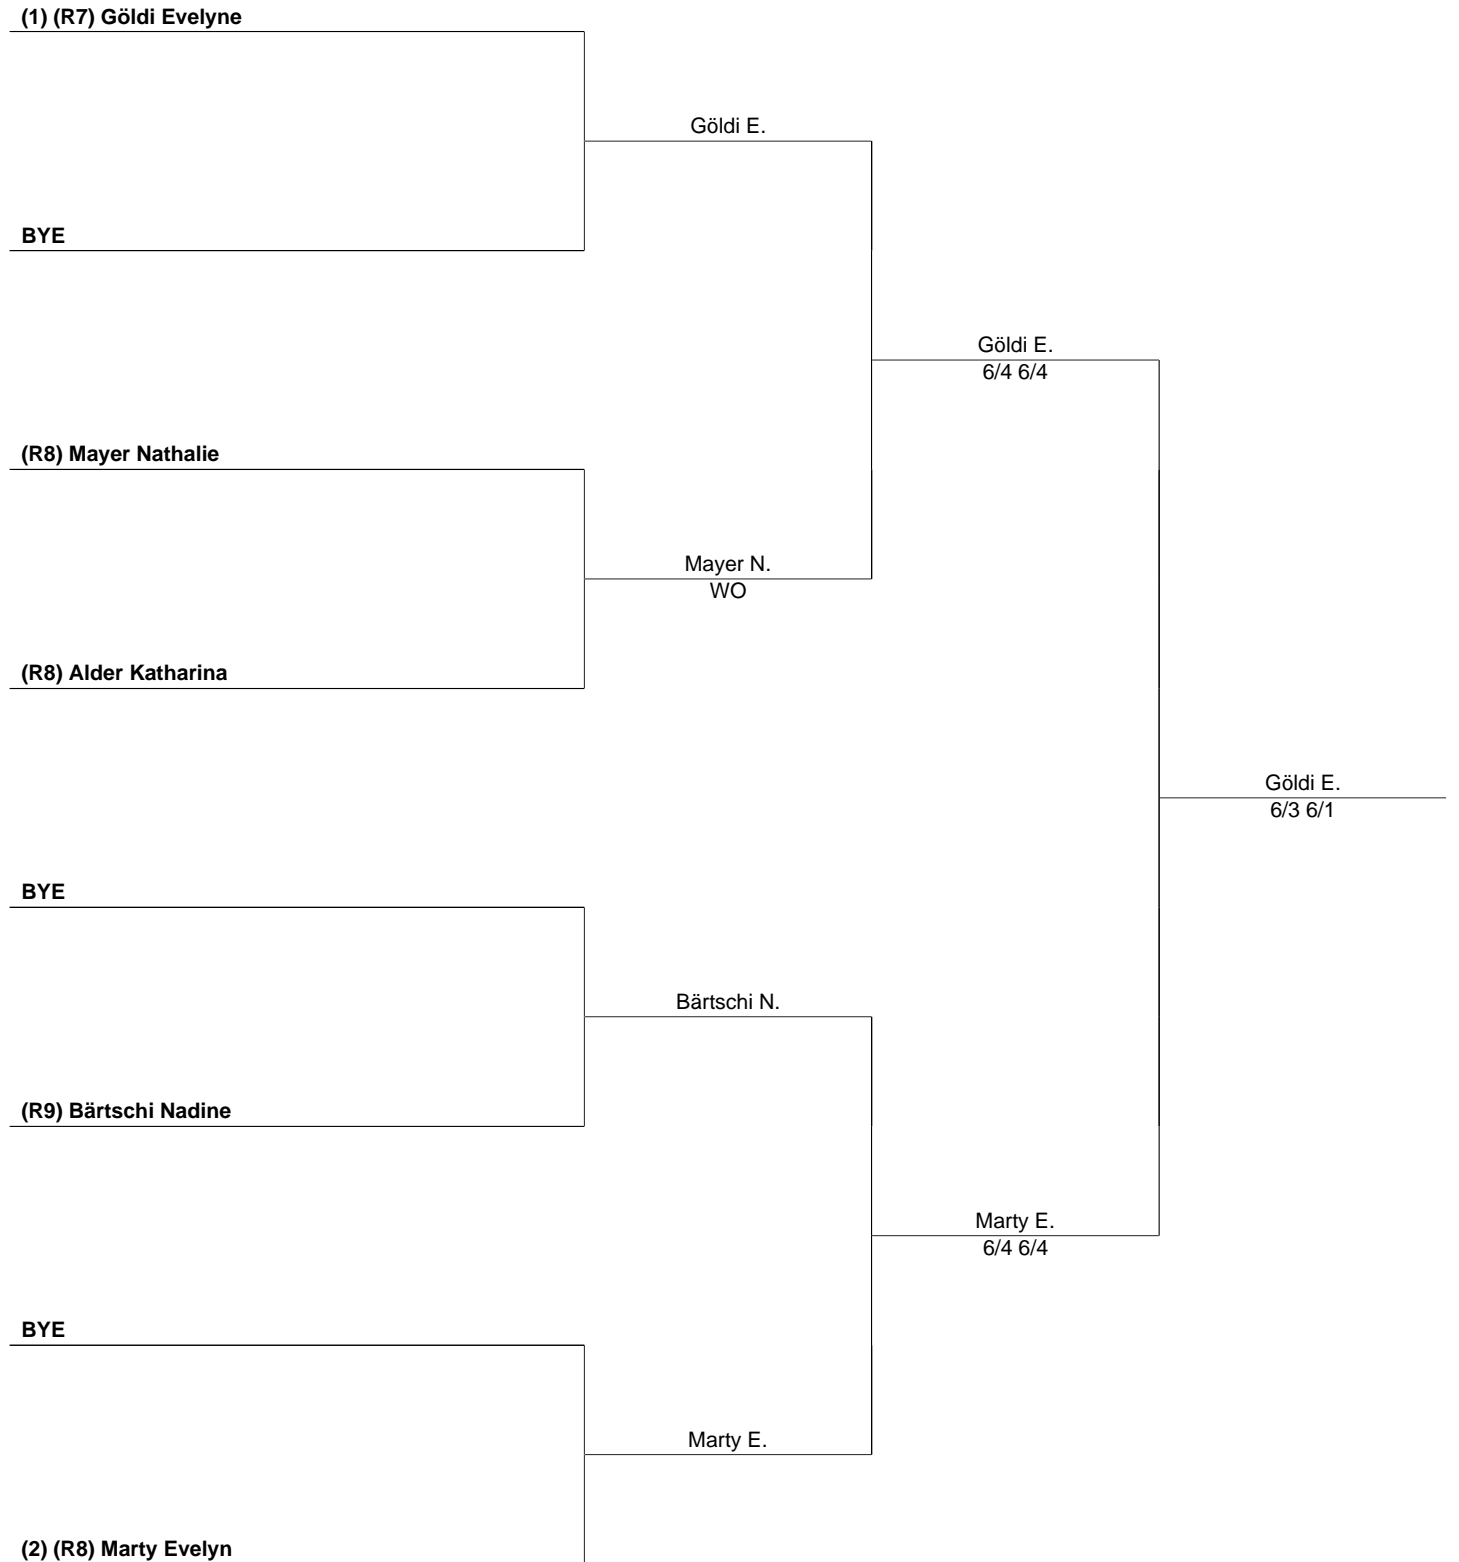 (1) (R7) Göldi Evelyne
Göldi E.
BYE
Göldi E.
6/4 6/4
(R8) Mayer Nathalie
Mayer N.
WO
(R8) Alder Katharina
Göldi E.
6/3 6/1
BYE
Bärtschi N.
(R9) Bärtschi Nadine
Marty E.
6/4 6/4
BYE
Marty E.
(2) (R8) Marty Evelyn